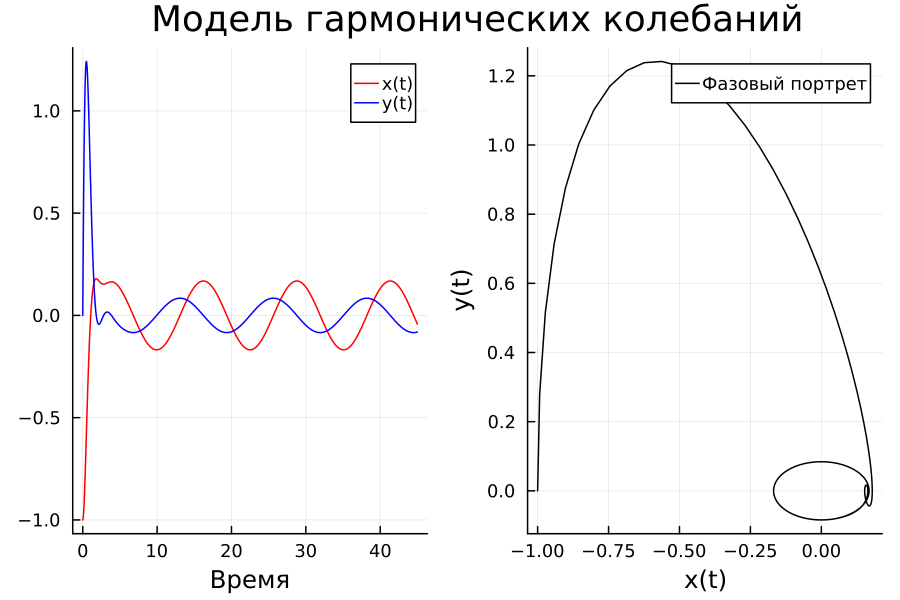 Модель гармонических колебаний
x(t)
y(t)
1.0
0.5
0.0
−0.5
−1.0
0 10 20 30 40
Время
Фазовый портрет
1.2
1.0
0.8
0.6
0.4
0.2
0.0
y(t)
−1.00 −0.75 −0.50 −0.25 0.00
x(t)